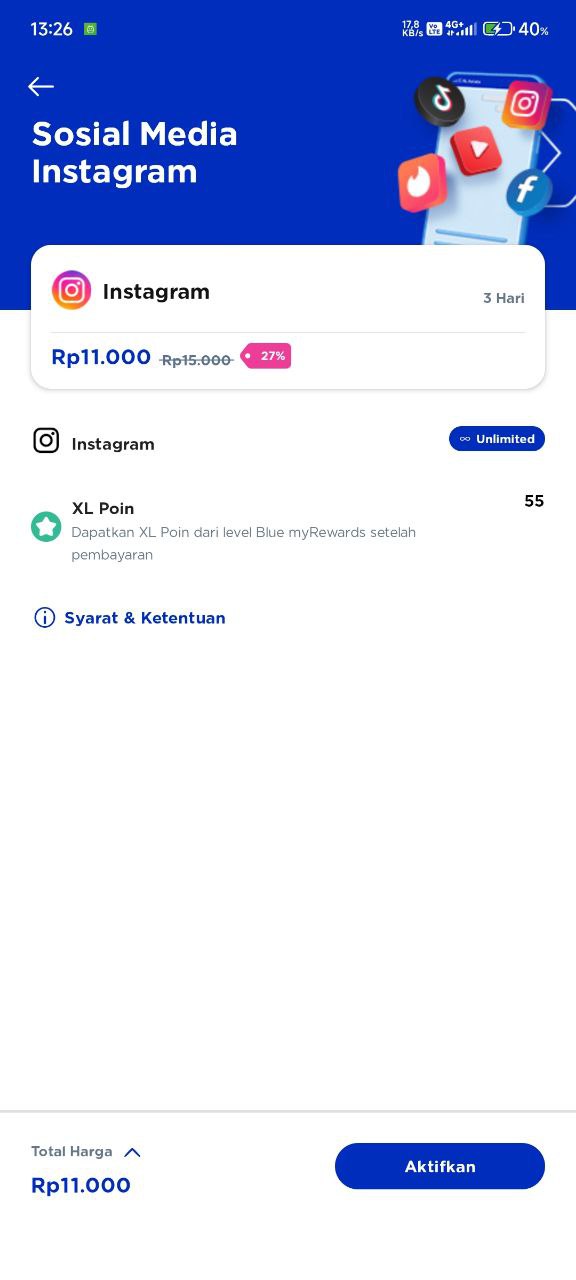 13:26
17,8 KB/s VoLTE 4G+ 40%
Sosial Media
Instagram
Instagram
3 Hari
Rp11.000 Rp15.000 27%
Instagram
∞ Unlimited
XL Poin
55
Dapatkan XL Poin dari level Blue myRewards setelah
pembayaran
Syarat & Ketentuan
Total Harga
Rp11.000
Aktifkan